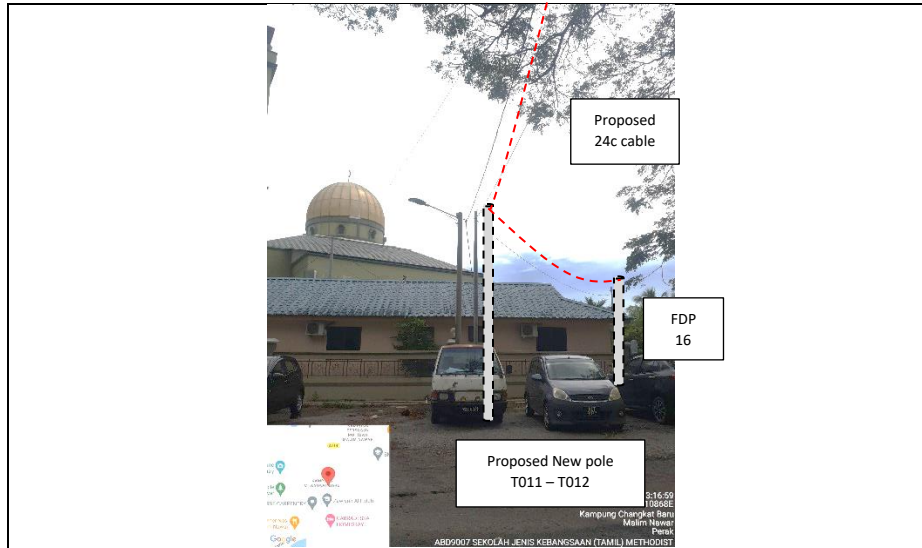 Proposed
24c cable
FDP
16
Proposed New pole
T011 – T012
3:16:59
10868E
Kampung Changkat Baru
Malim Nawar
Perak
ABD9007 SEKOLAH JENIS KEBANGSAAN (TAMIL) METHODIST
Google